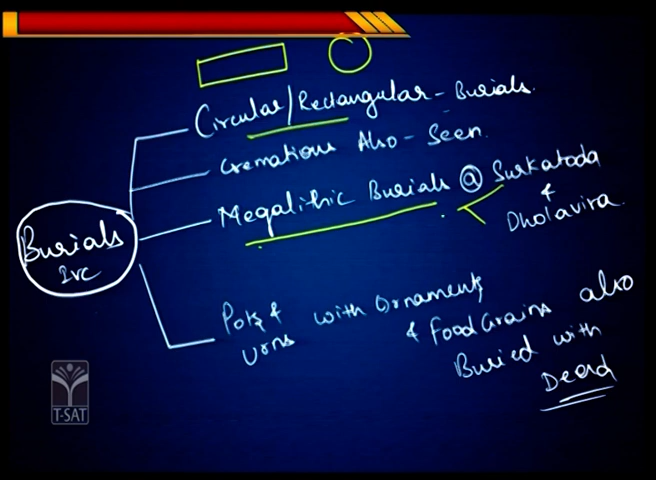 Circular/Rectangular - Burials.
Cremations Also - Seen.
Megalithic Burials @ Surkotoda
&
Dholavira.
Burials
IVC
Pots & 
Urns with Ornaments
& Food Grains also
Buried with
Dead
T-SAT